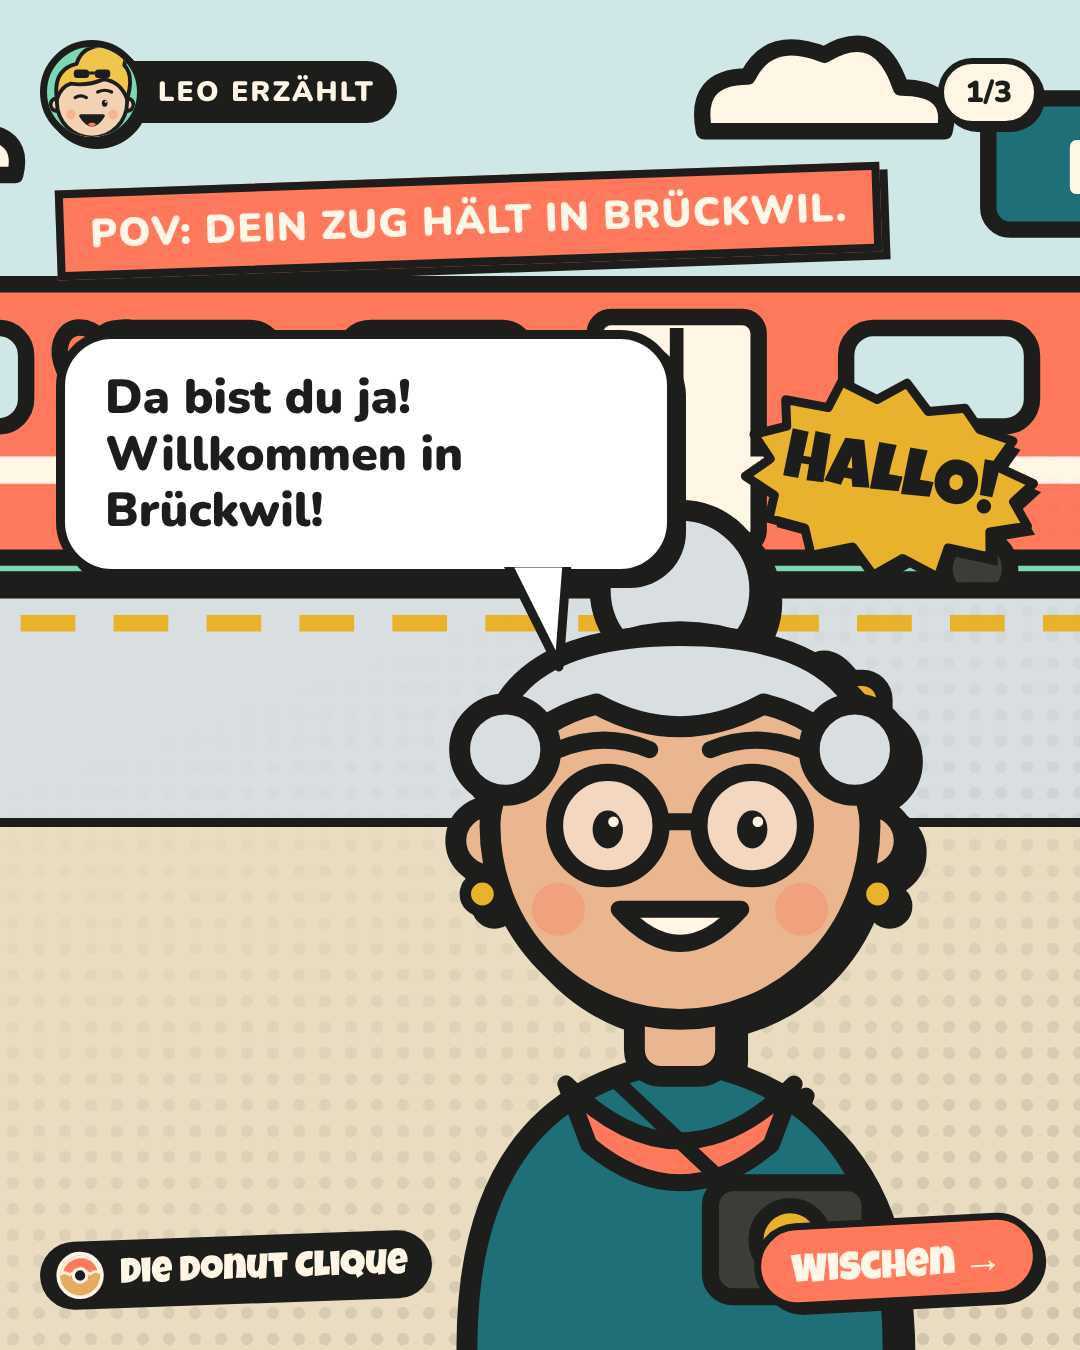 LEO ERZÄHLT
1/3
POV: DEIN ZUG HÄLT IN BRÜCKWIL.
Da bist du ja!
Willkommen in
Brückwil!
HALLO!
DIE DONUT CLIQUE
WISCHEN →